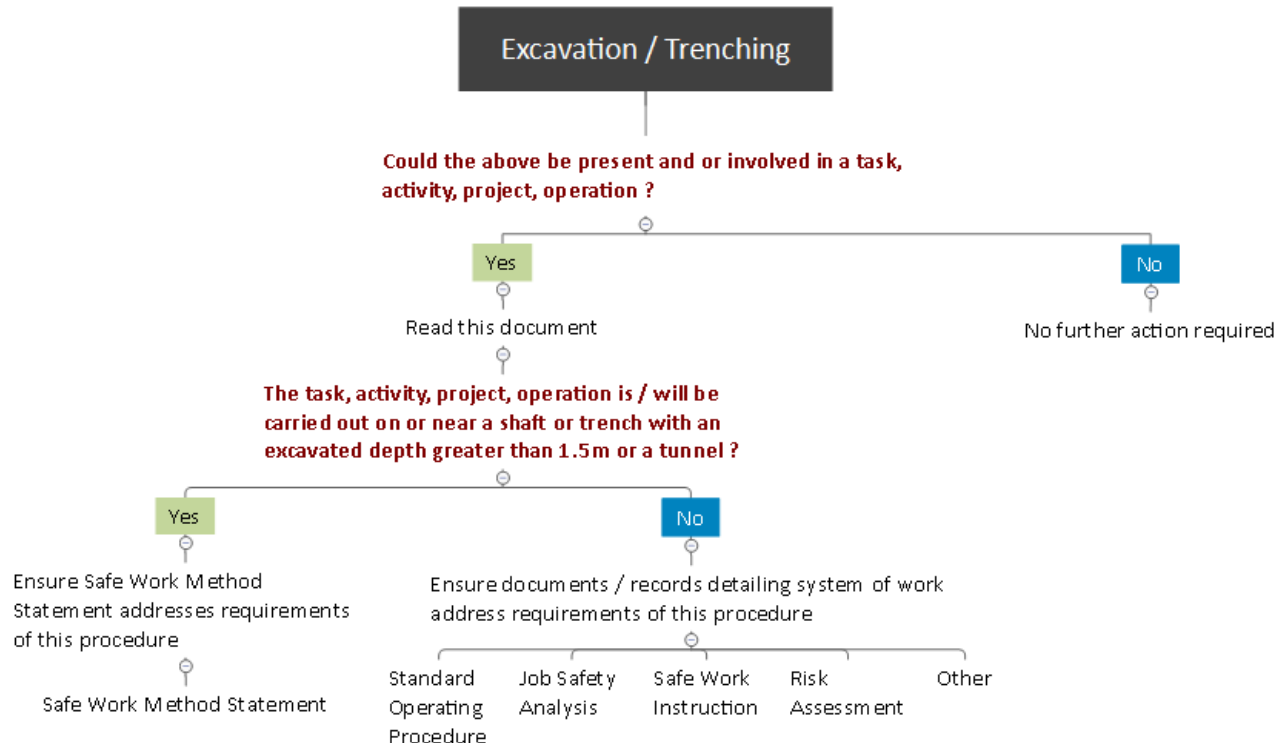 Excavation / Trenching
Could the above be present and or involved in a task,
activity, project, operation ?
Yes
No
Read this document
No further action required
The task, activity, project, operation is / will be
carried out on or near a shaft or trench with an
excavated depth greater than 1.5m or a tunnel ?
Yes
No
Ensure Safe Work Method
Statement addresses requirements
of this procedure
Ensure documents / records detailing system of work
address requirements of this procedure
Safe Work Method Statement
Standard
Operating
Procedure
Job Safety
Analysis
Safe Work
Instruction
Risk
Assessment
Other